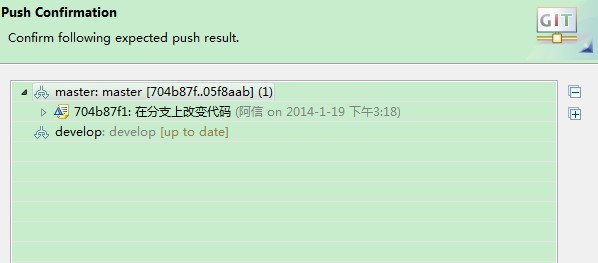 Push Confirmation
Confirm following expected push result.
GIT
master: master [704b87f..05f8aab] (1)
704b87f1: 在分支上改变代码 (阿信 on 2014-1-19 下午3:18)
develop: develop [up to date]